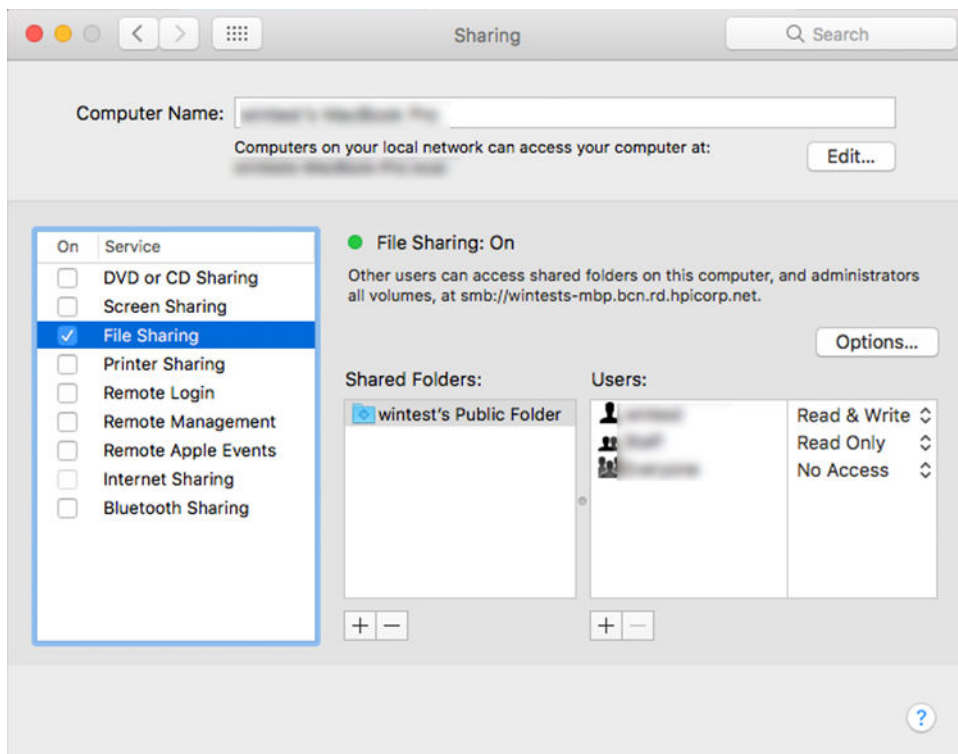 Sharing
Search
Computer Name:
Computers on your local network can access your computer at:
Edit...
On Service
DVD or CD Sharing
Screen Sharing
File Sharing
Printer Sharing
Remote Login
Remote Management
Remote Apple Events
Internet Sharing
Bluetooth Sharing
File Sharing: On
Other users can access shared folders on this computer, and administrators
all volumes, at smb://wintests-mbp.bcn.rd.hpicorp.net.
Options...
Shared Folders:
wintest's Public Folder
Users:
Read & Write
Read Only
No Access
+ −
+ −
?